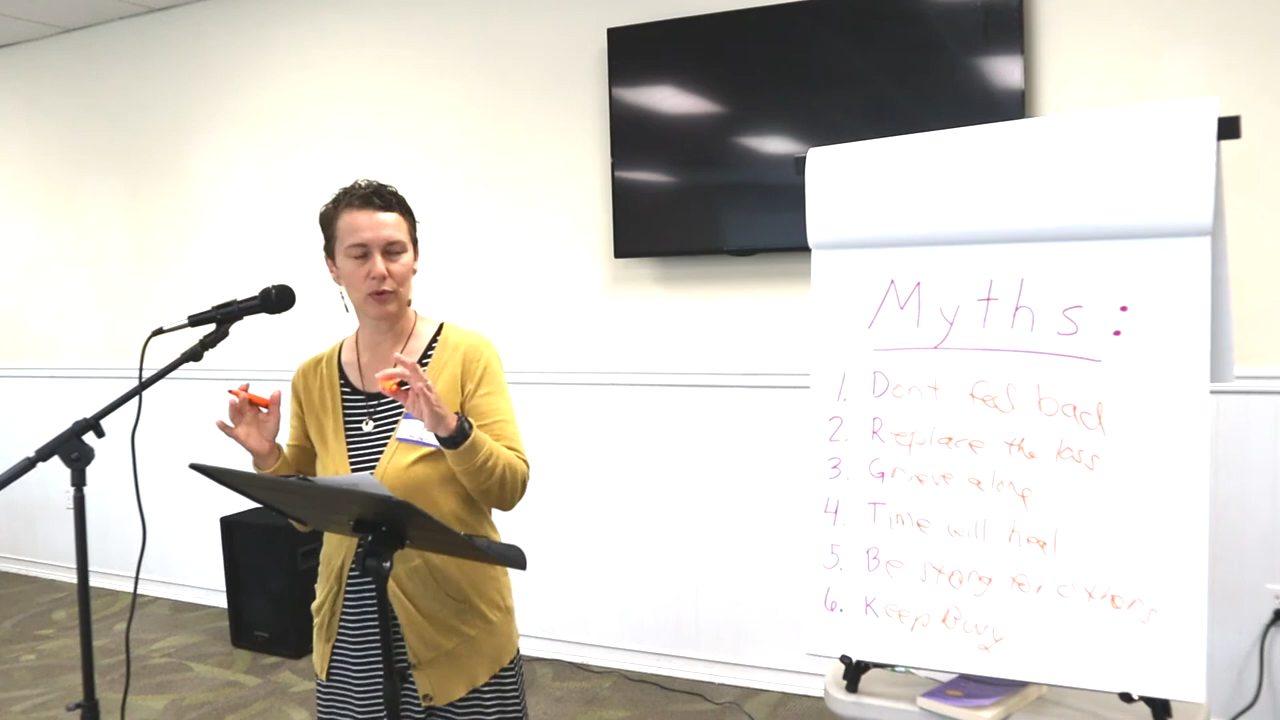 Myths:
1. Dont feel bad
2. Replace the loss
3. Grieve alone
4. Time will heal
5. Be strong for others
6. Keep Busy